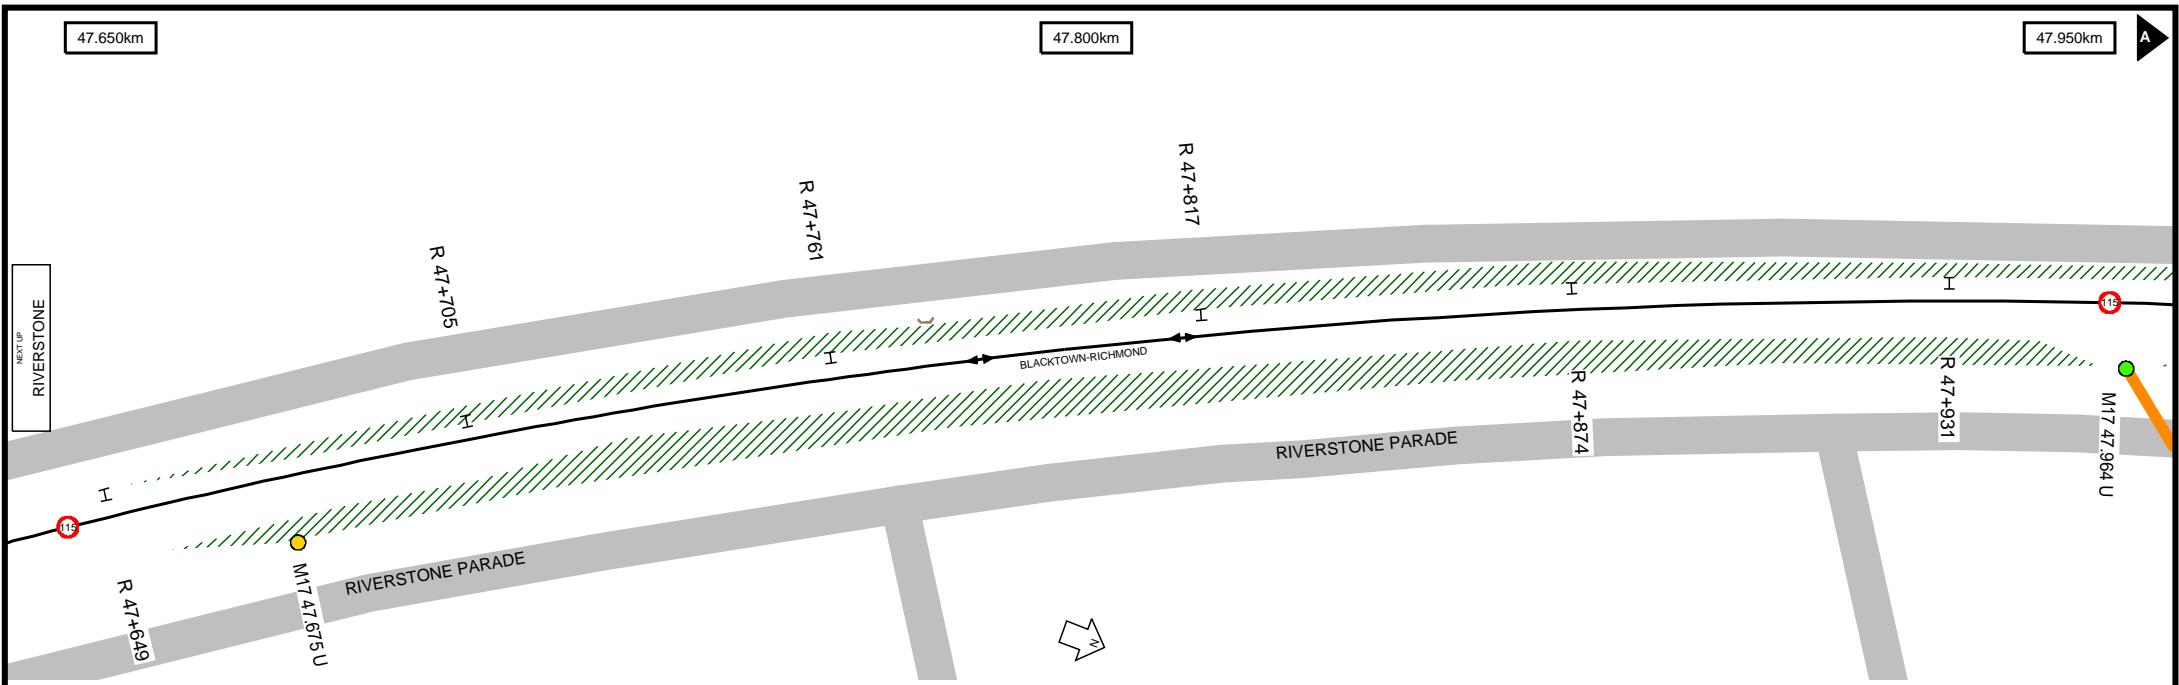 47.650km
47.800km
47.950km
A
R 47+817
R 47+761
R 47+705
NEXT UP
RIVERSTONE
115
BLACKTOWN-RICHMOND
115
R 47+874
R 47+931
M17 47.964 U
RIVERSTONE PARADE
RIVERSTONE PARADE
R 47+649
M17 47.675 U
N